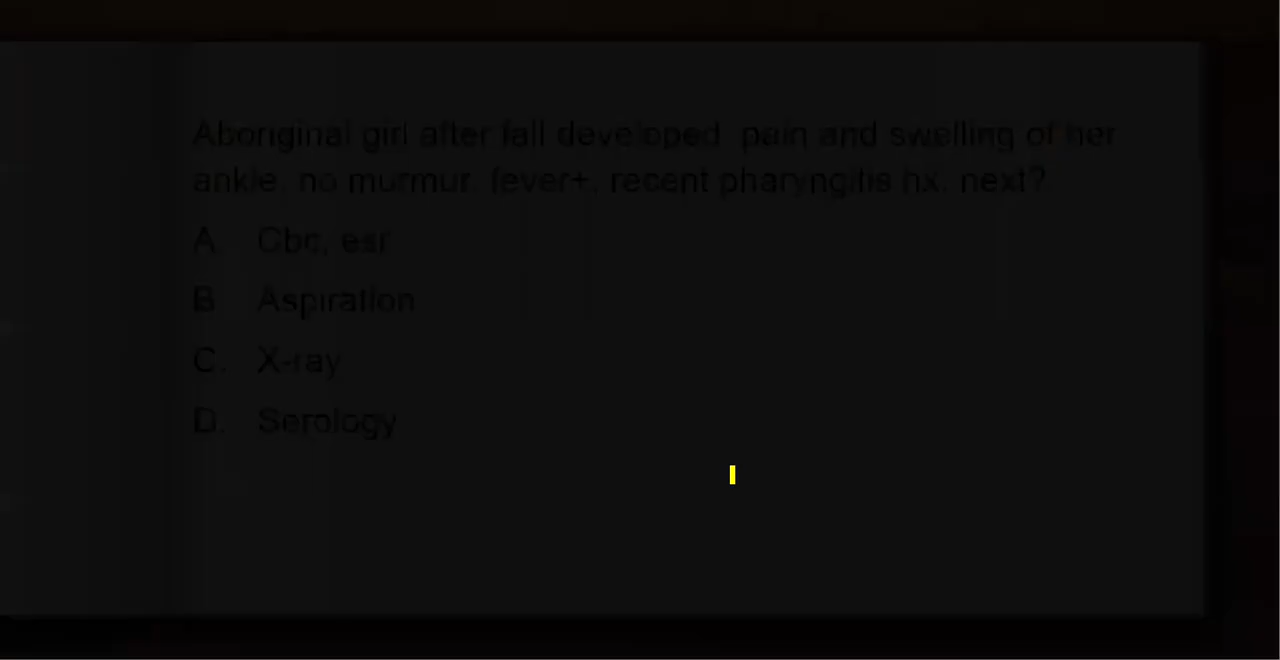 Aboriginal girl after fall developed pain and swelling of her
ankle. no murmur. fever+. recent pharyngitis hx. next?
A. Cbc, esr
B. Aspiration
C. X-ray
D. Serology